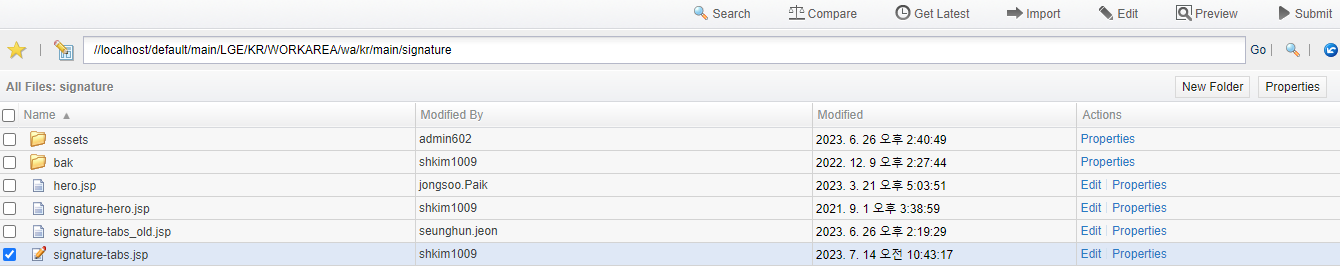 Search Compare Get Latest Import Edit Preview Submit
//localhost/default/main/LGE/KR/WORKAREA/wa/kr/main/signature Go
All Files: signature New Folder Properties
Name Modified By Modified Actions
assets admin602 2023. 6. 26 오후 2:40:49 Properties
bak shkim1009 2022. 12. 9 오후 2:27:44 Properties
hero.jsp jongsoo.Paik 2023. 3. 21 오후 5:03:51 Edit Properties
signature-hero.jsp shkim1009 2021. 9. 1 오후 3:38:59 Edit Properties
signature-tabs_old.jsp seunghun.jeon 2023. 6. 26 오후 2:19:29 Edit Properties
signature-tabs.jsp shkim1009 2023. 7. 14 오전 10:43:17 Edit Properties